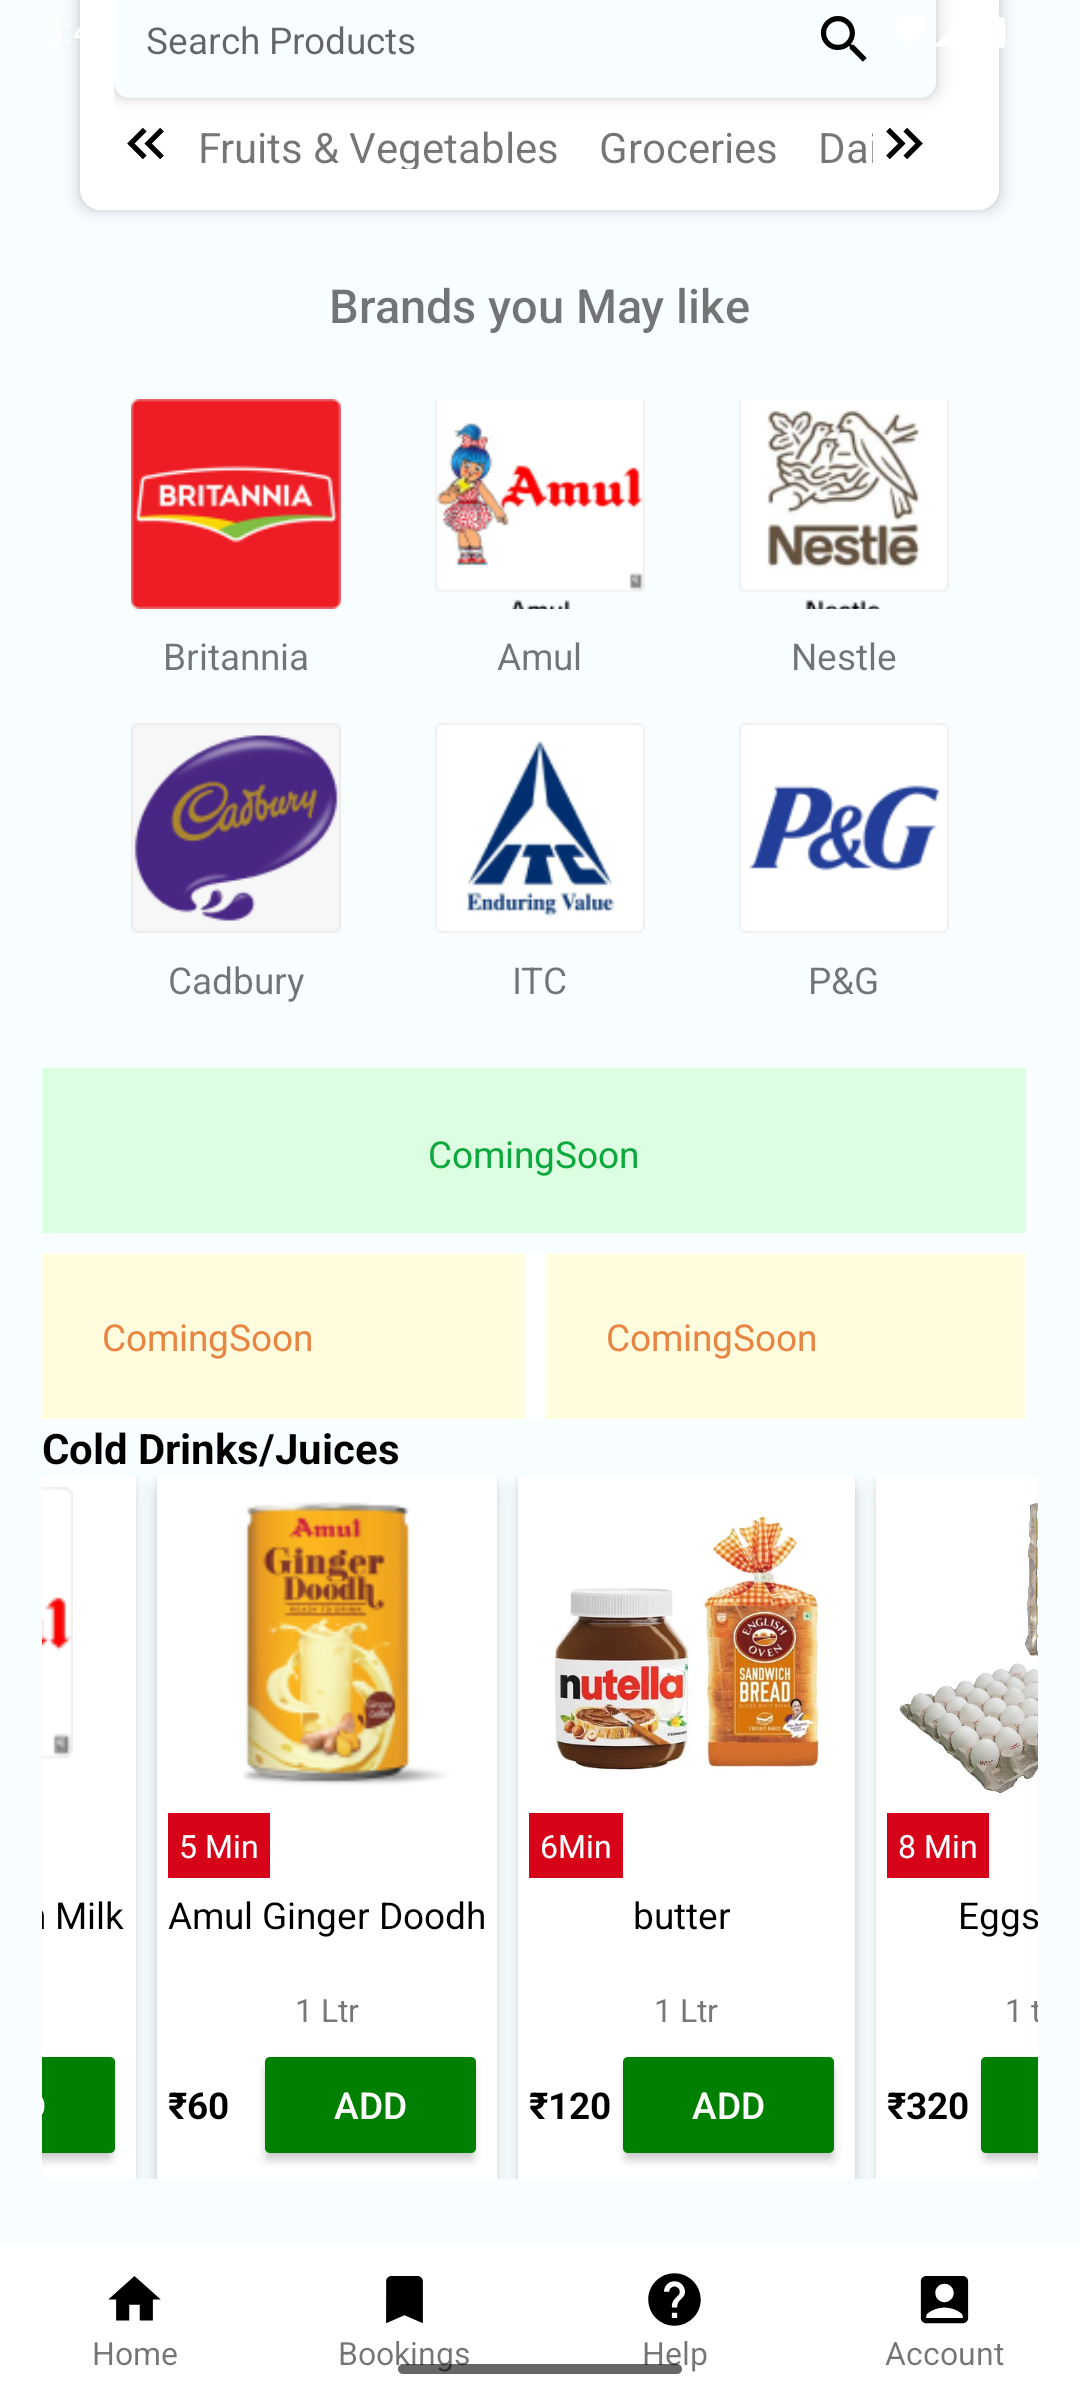 Search Products
Fruits & Vegetables Groceries Dai
Brands you May like
BRITANNIA
Amul
Nestlé
Britannia
Amul
Nestle
Cadbury
ITC
Enduring Value
P&G
Cadbury
ITC
P&G
ComingSoon
ComingSoon
ComingSoon
Cold Drinks/Juices
Amul
Ginger
Doodh
READY TO DRINK
nutella
ENGLISH
OVEN
SANDWICH
BREAD
5 Min
6Min
8 Min
Milk
Amul Ginger Doodh
butter
Eggs
1 Ltr
1 Ltr
1 t
₹60
ADD
₹120
ADD
₹320
Home
Bookings
Help
Account